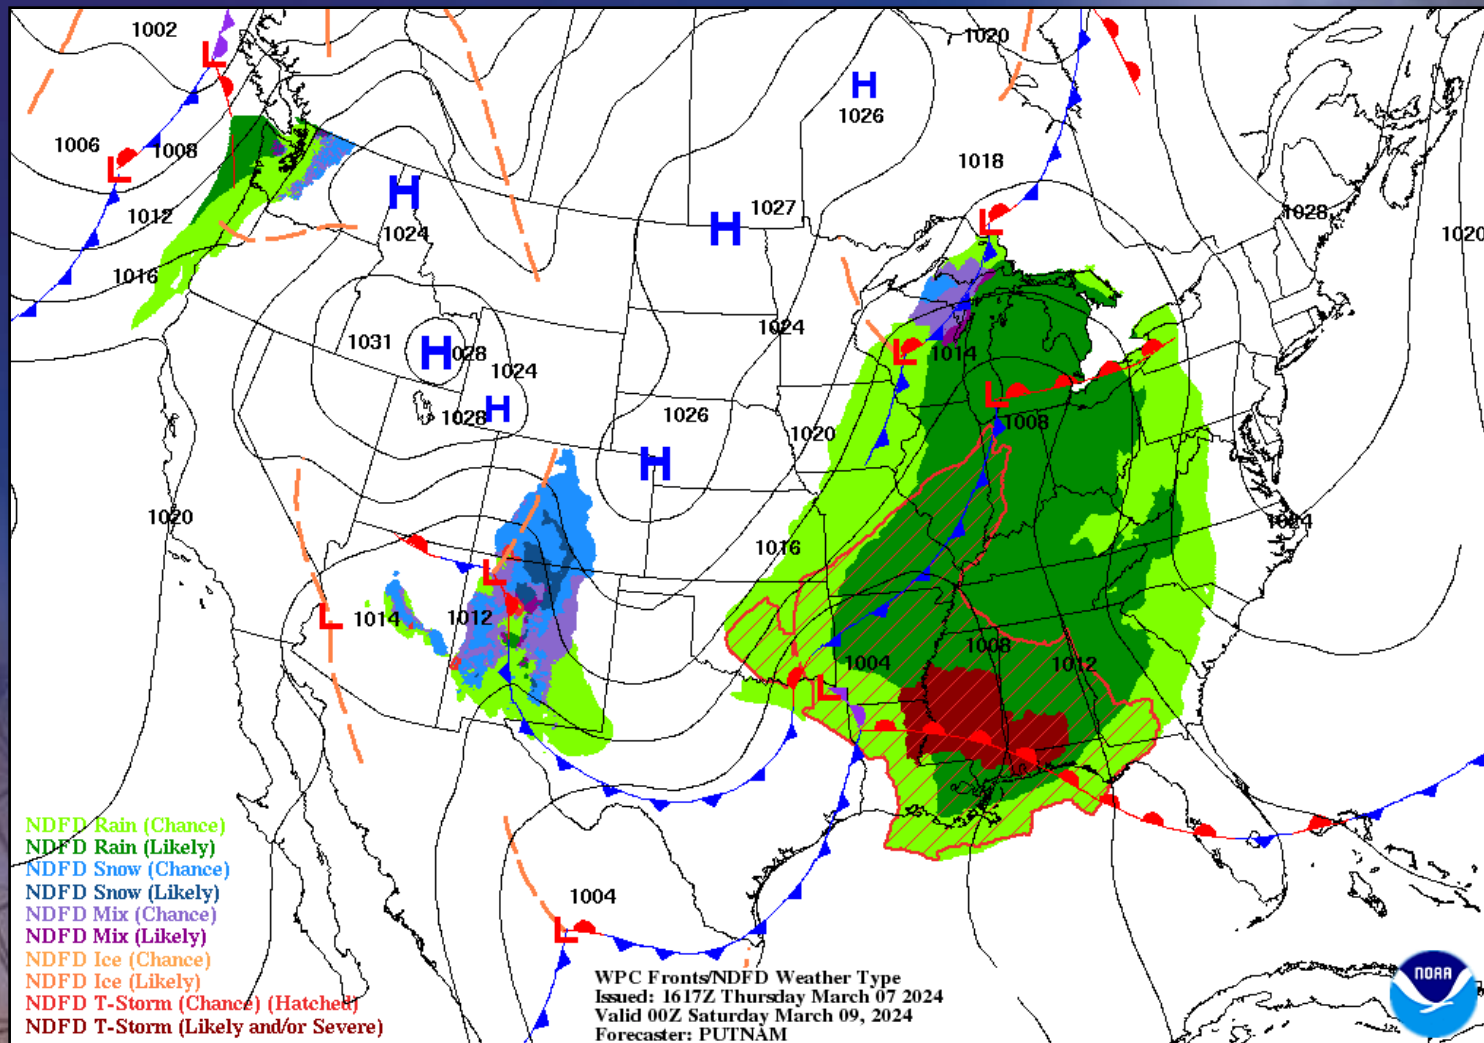 1002
1020
H
1026
L
1006
1008
L
1018
H
1024
1012
1027
H
1028
1020
L
1016
1031
H
1028
1024
1024
L
1014
1028
H
1026
1020
L
1008
H
1020
1016
1024
L
1014
1012
L
1008
1004
1012
L
1004
L
NDFD Rain (Chance)
NDFD Rain (Likely)
NDFD Snow (Chance)
NDFD Snow (Likely)
NDFD Mix (Chance)
NDFD Mix (Likely)
NDFD Ice (Chance)
NDFD Ice (Likely)
NDFD T-Storm (Chance) (Hatched)
NDFD T-Storm (Likely and/or Severe)
WPC Fronts/NDFD Weather Type
Issued: 1617Z Thursday March 07 2024
Valid 00Z Saturday March 09, 2024
Forecaster: PUTNAM
NOAA